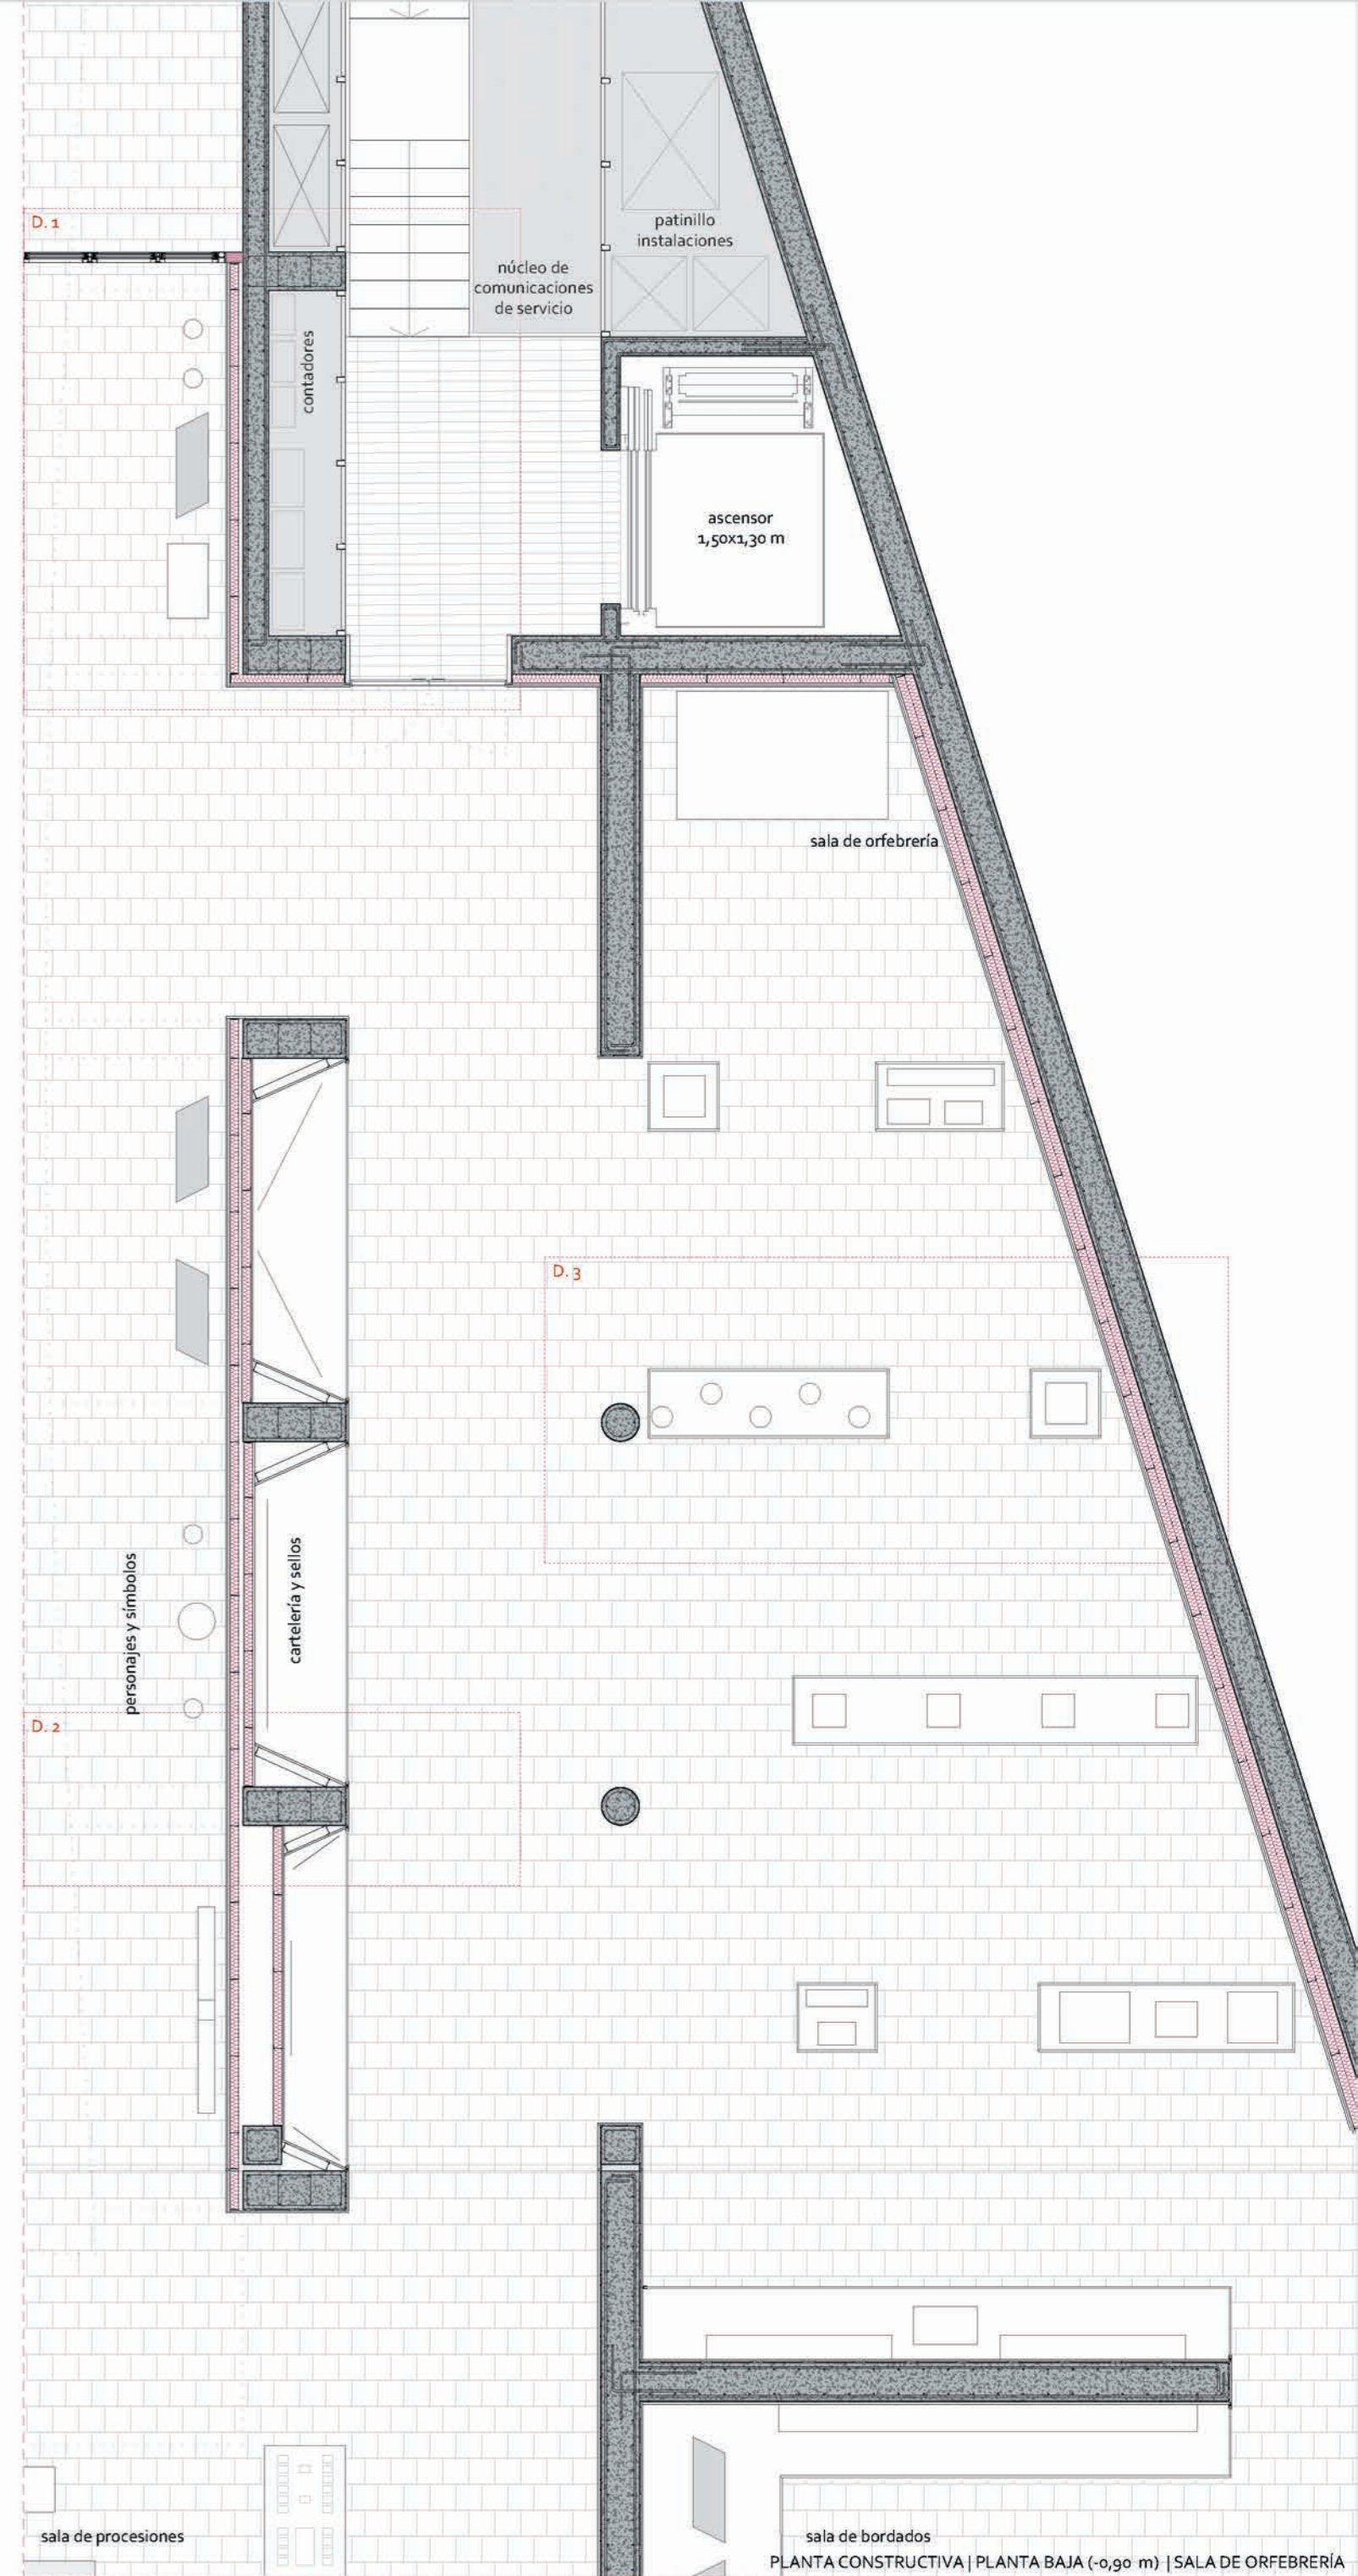 D. 1
patinillo
instalaciones
núcleo de
comunicaciones
de servicio
contadores
ascensor
1,50x1,30 m
sala de orfebrería
D. 3
personajes y símbolos
cartelería y sellos
D. 2
sala de procesiones
sala de bordados
PLANTA CONSTRUCTIVA | PLANTA BAJA (-0,90 m) | SALA DE ORFEBRERÍA